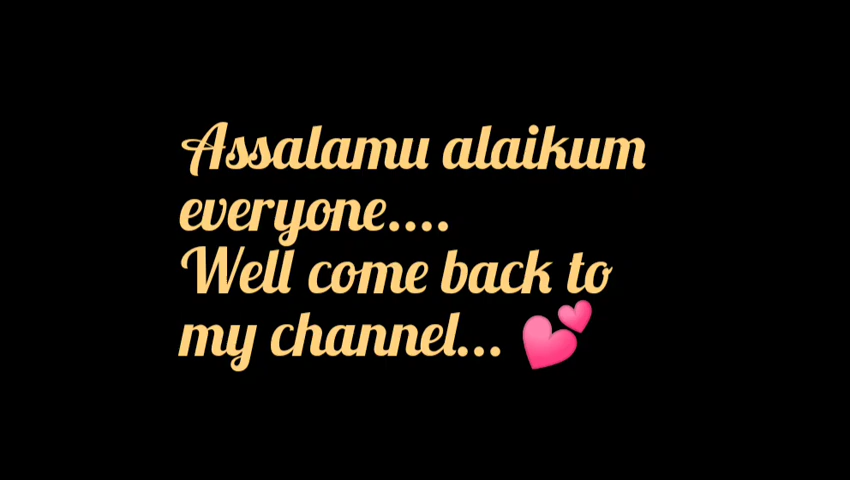 Assalamu alaikum
everyone....
Well come back to
my channel... 💕